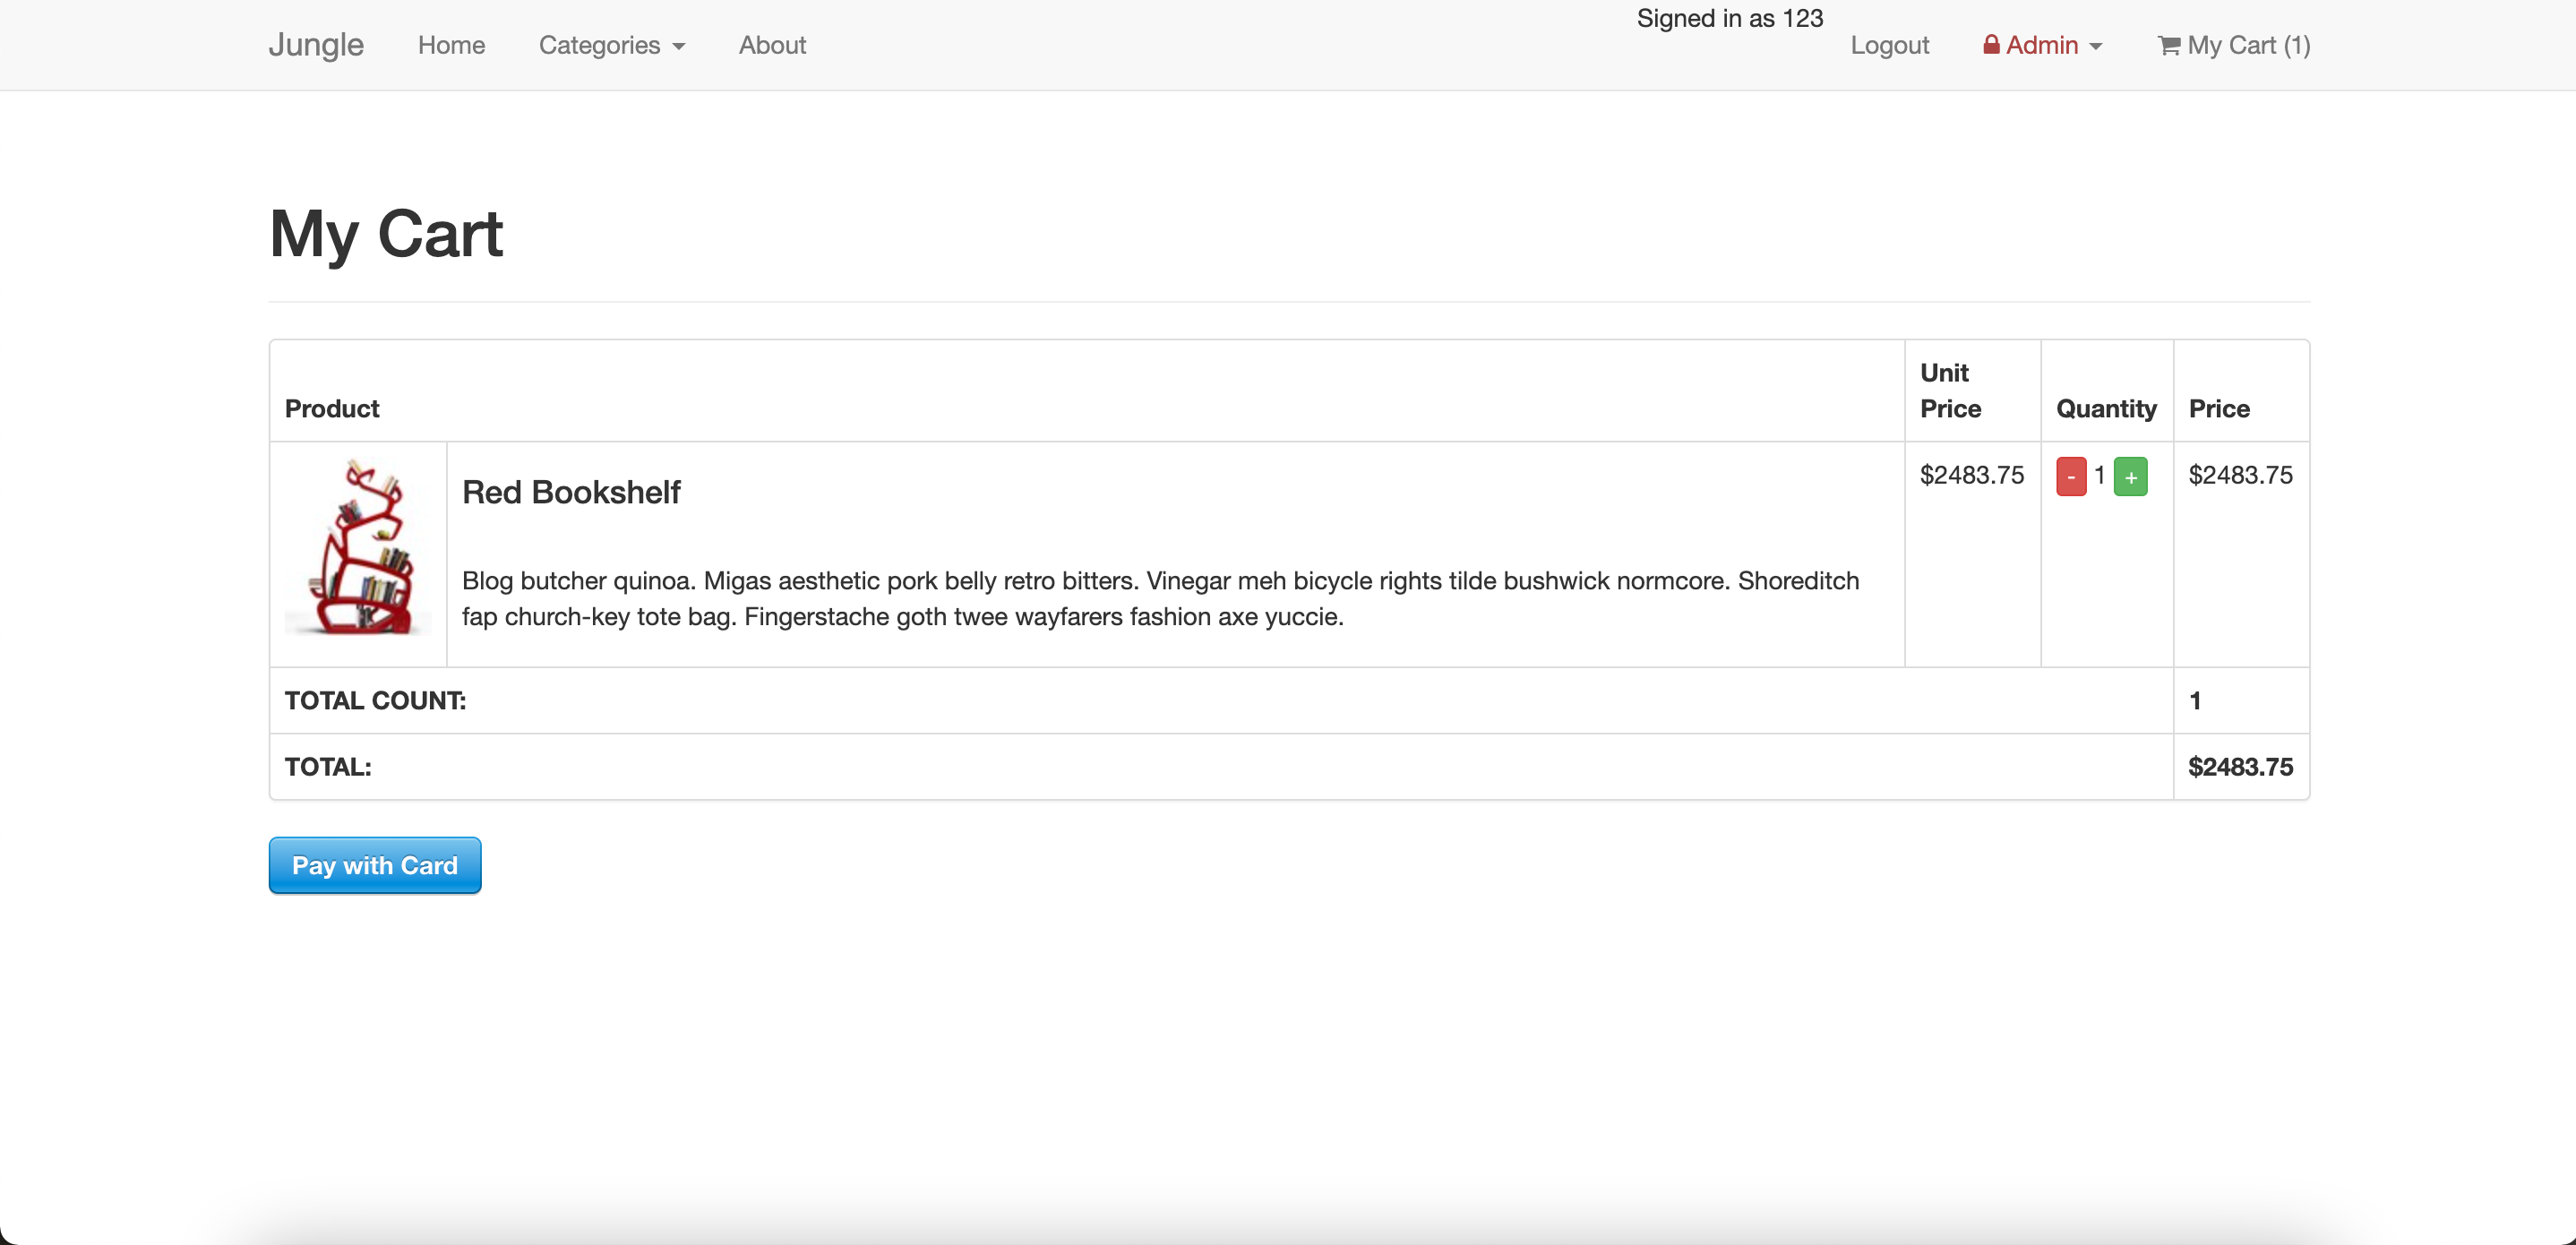 Jungle Home Categories About Signed in as 123 Logout Admin My Cart (1)
My Cart
Product Unit Price Quantity Price
Red Bookshelf $2483.75 - 1 + $2483.75
Blog butcher quinoa. Migas aesthetic pork belly retro bitters. Vinegar meh bicycle rights tilde bushwick normcore. Shoreditch
fap church-key tote bag. Fingerstache goth twee wayfarers fashion axe yuccie.
TOTAL COUNT: 1
TOTAL: $2483.75
Pay with Card